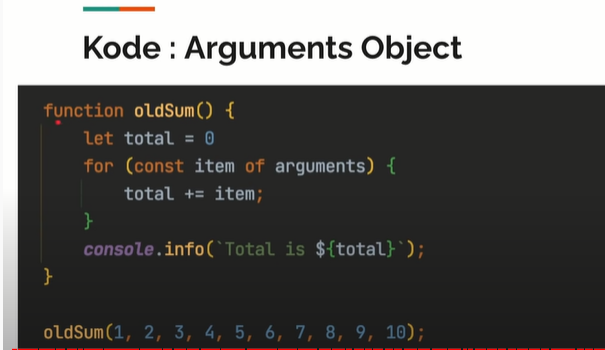 Kode : Arguments Object
function oldSum() {
    let total = 0
    for (const item of arguments) {
        total += item;
    }
    console.info(`Total is ${total}`);
}
oldSum(1, 2, 3, 4, 5, 6, 7, 8, 9, 10);